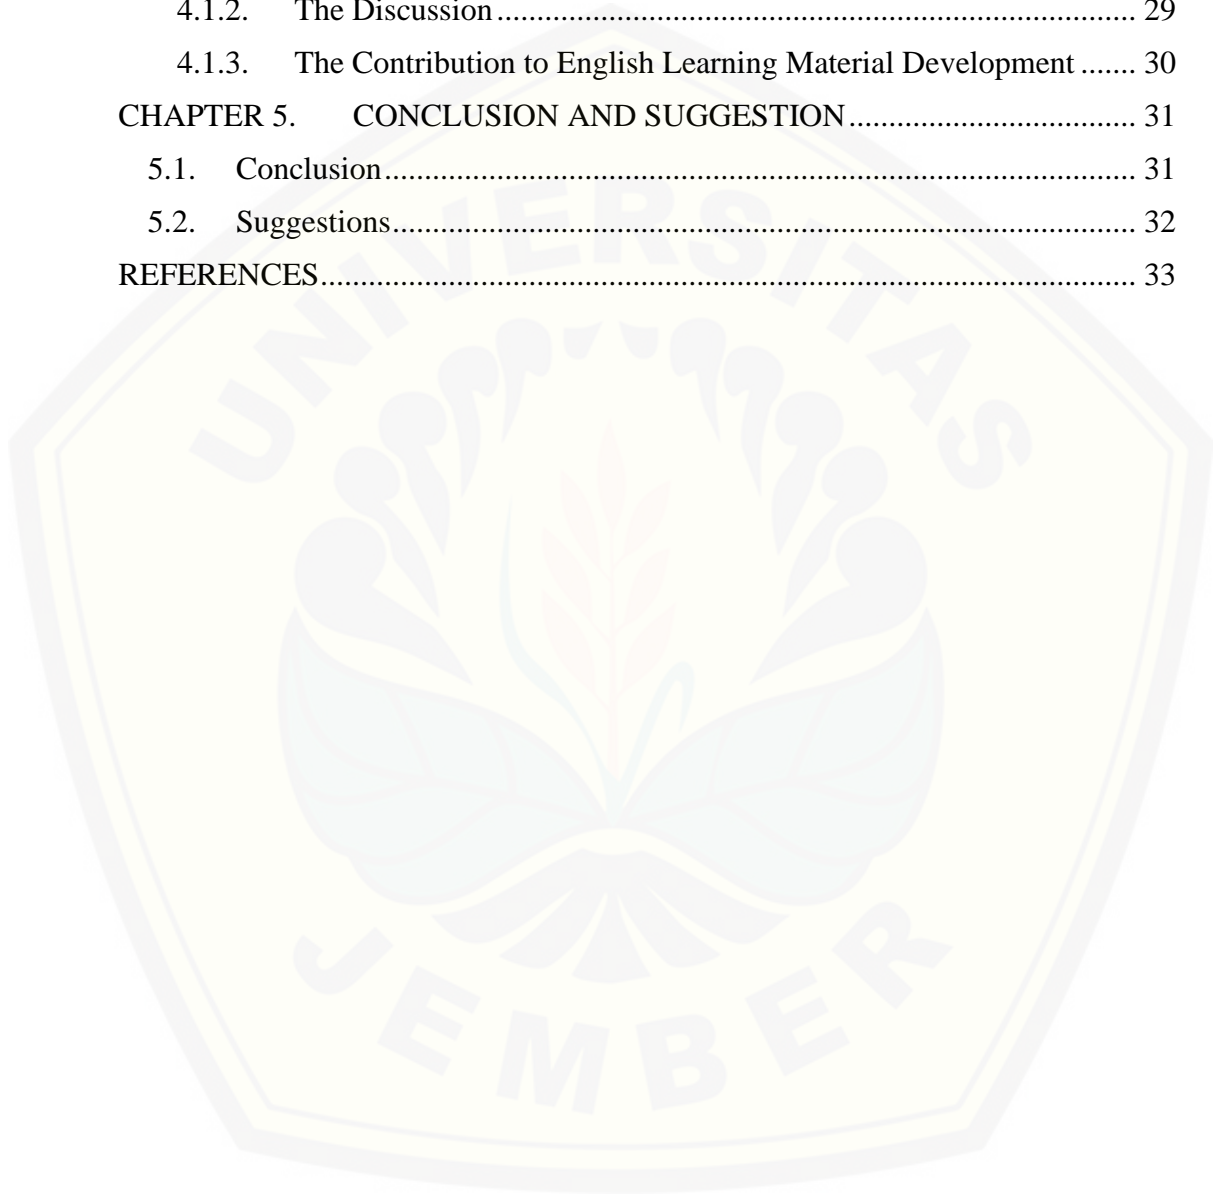 4.1.2. The Discussion ................................................................................ 29
4.1.3. The Contribution to English Learning Material Development ....... 30
CHAPTER 5. CONCLUSION AND SUGGESTION .................................... 31
5.1. Conclusion .............................................................................................. 31
5.2. Suggestions ............................................................................................. 32
REFERENCES ...................................................................................................... 33
UNIVERSITAS
JEMBER